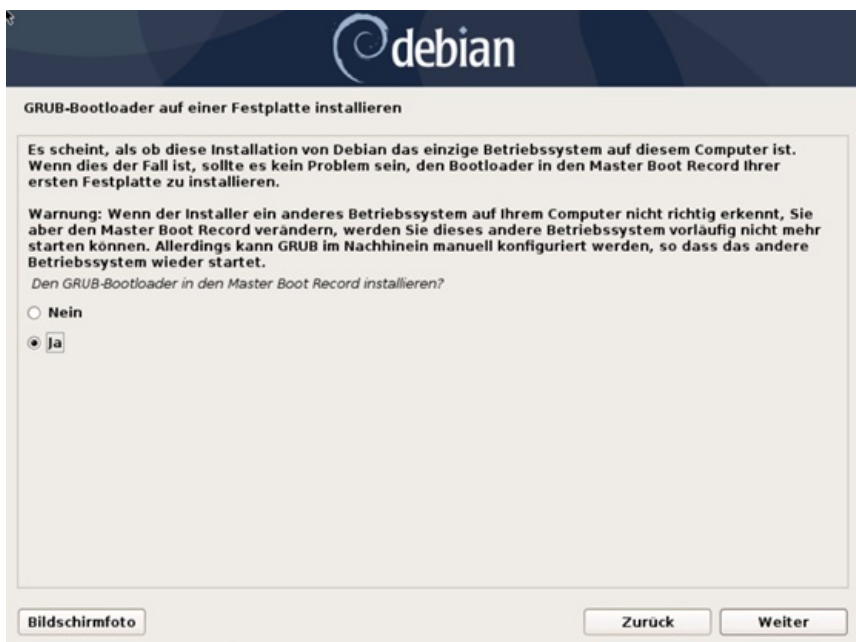 debian
GRUB-Bootloader auf einer Festplatte installieren
Es scheint, als ob diese Installation von Debian das einzige Betriebssystem auf diesem Computer ist.
Wenn dies der Fall ist, sollte es kein Problem sein, den Bootloader in den Master Boot Record Ihrer
ersten Festplatte zu installieren.
Warnung: Wenn der Installer ein anderes Betriebssystem auf Ihrem Computer nicht richtig erkennt, Sie
aber den Master Boot Record verändern, werden Sie dieses andere Betriebssystem vorläufig nicht mehr
starten können. Allerdings kann GRUB im Nachhinein manuell konfiguriert werden, so dass das andere
Betriebssystem wieder startet.
Den GRUB-Bootloader in den Master Boot Record installieren?
Nein
Ja
Bildschirmfoto
Zurück
Weiter